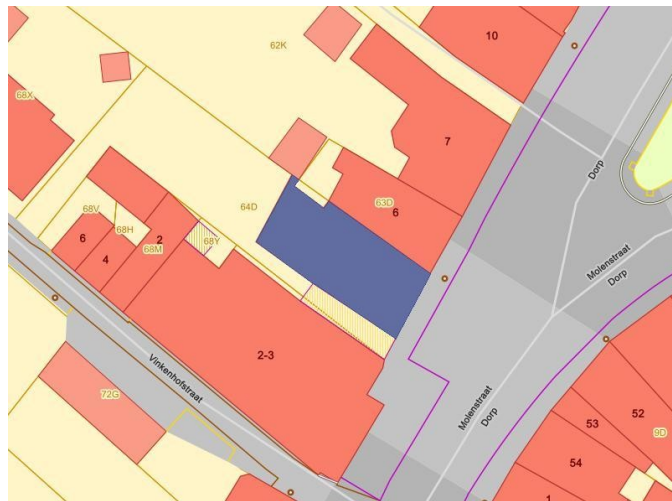 10
62K
68X
7
Dorp
63D
6
64D
68V
6
68H
2
68M
68Y
4
Molenstraat
Dorp
2-3
Vinkenhofstraat
72G
Molenstraat
Dorp
52
53
9D
54
1